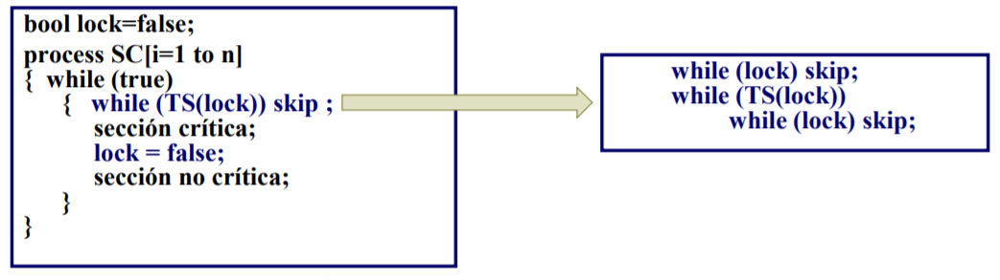 bool lock=false;
process SC[i=1 to n]
{ while (true)
{ while (TS(lock)) skip ;
sección crítica;
lock = false;
sección no crítica;
}
}
while (lock) skip;
while (TS(lock))
while (lock) skip;